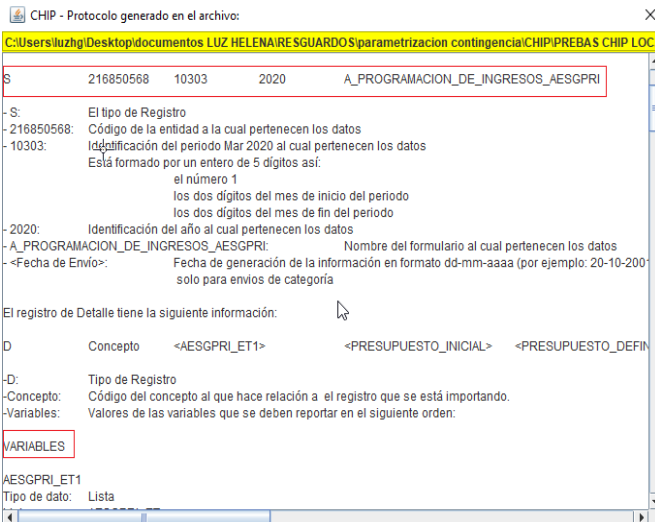 CHIP - Protocolo generado en el archivo:
C:\Users\luzhg\Desktop\documentos LUZ HELENA\RESGUARDOS\parametrizacion contingencia\CHIP\PREBAS CHIP LOC
S 216850568 10303 2020 A_PROGRAMACION_DE_INGRESOS_AESGPRI
- S: El tipo de Registro
- 216850568: Código de la entidad a la cual pertenecen los datos
- 10303: Identificación del periodo Mar 2020 al cual pertenecen los datos
Está formado por un entero de 5 dígitos así:
el número 1
los dos dígitos del mes de inicio del periodo
los dos dígitos del mes de fin del periodo
- 2020: Identificación del año al cual pertenecen los datos
- A_PROGRAMACION_DE_INGRESOS_AESGPRI: Nombre del formulario al cual pertenecen los datos
- <Fecha de Envío>: Fecha de generación de la información en formato dd-mm-aaaa (por ejemplo: 20-10-2001
solo para envios de categoría
El registro de Detalle tiene la siguiente información:
D Concepto <AESGPRI_ET1> <PRESUPUESTO_INICIAL> <PRESUPUESTO_DEFIN
-D: Tipo de Registro
-Concepto: Código del concepto al que hace relación a el registro que se está importando.
-Variables: Valores de las variables que se deben reportar en el siguiente orden:
VARIABLES
AESGPRI_ET1
Tipo de dato: Lista